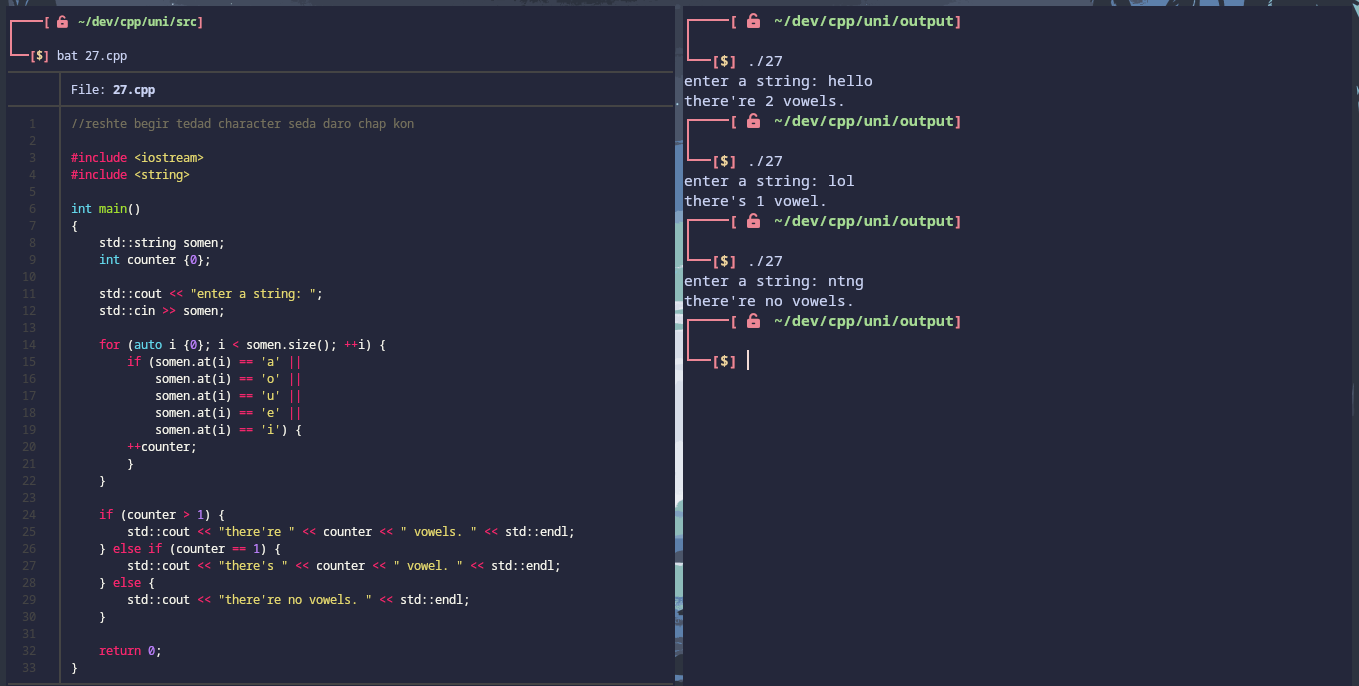 [ ~/dev/cpp/uni/src]
[$] bat 27.cpp
File: 27.cpp
1 //reshte begir tedad character seda daro chap kon
2
3 #include <iostream>
4 #include <string>
5
6 int main()
7 {
8     std::string somen;
9     int counter {0};
10
11     std::cout << "enter a string: ";
12     std::cin >> somen;
13
14     for (auto i {0}; i < somen.size(); ++i) {
15         if (somen.at(i) == 'a' ||
16             somen.at(i) == 'o' ||
17             somen.at(i) == 'u' ||
18             somen.at(i) == 'e' ||
19             somen.at(i) == 'i') {
20         ++counter;
21         }
22     }
23
24     if (counter > 1) {
25         std::cout << "there're " << counter << " vowels. " << std::endl;
26     } else if (counter == 1) {
27         std::cout << "there's " << counter << " vowel. " << std::endl;
28     } else {
29         std::cout << "there're no vowels. " << std::endl;
30     }
31
32     return 0;
33 }
[ ~/dev/cpp/uni/output]
[$] ./27
enter a string: hello
there're 2 vowels.
[ ~/dev/cpp/uni/output]
[$] ./27
enter a string: lol
there's 1 vowel.
[ ~/dev/cpp/uni/output]
[$] ./27
enter a string: ntng
there're no vowels.
[ ~/dev/cpp/uni/output]
[$]